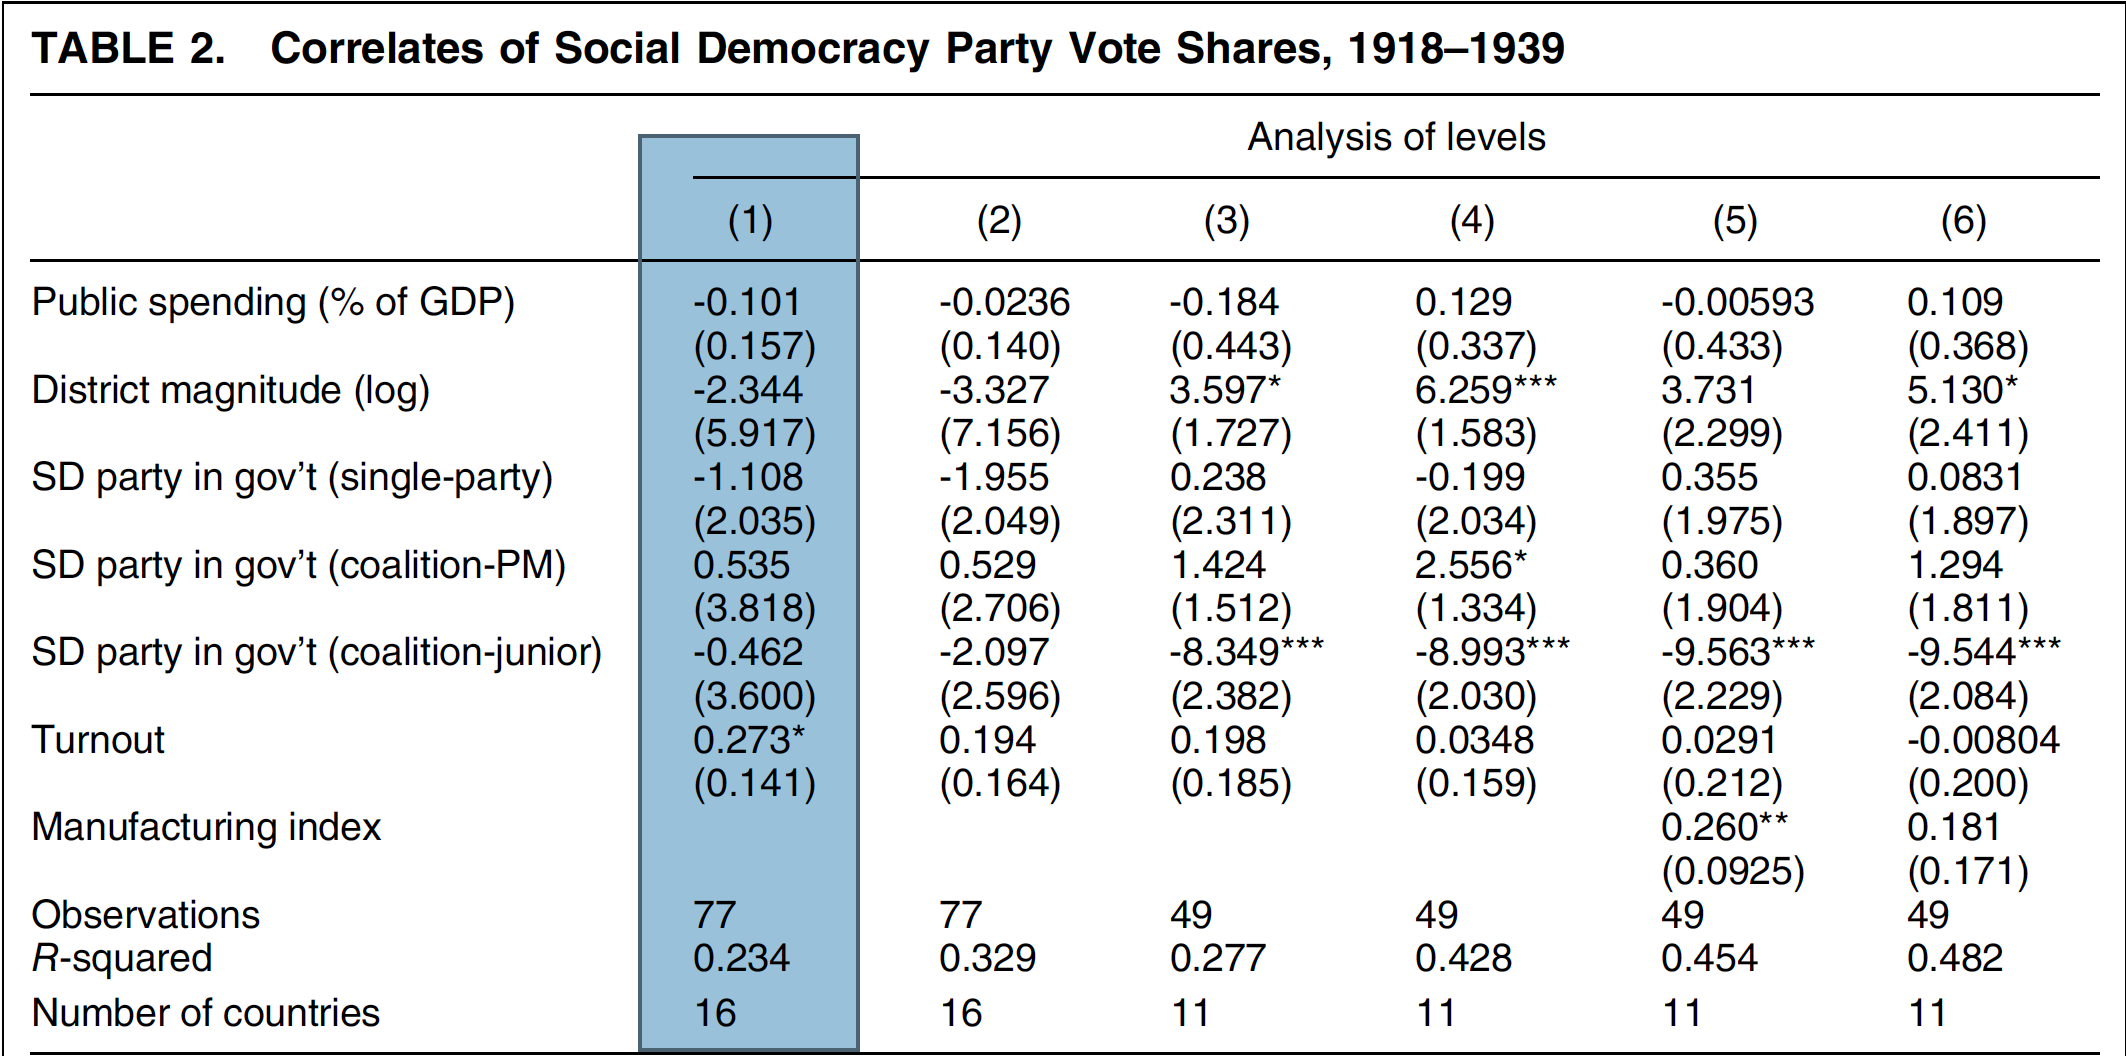 TABLE 2. Correlates of Social Democracy Party Vote Shares, 1918–1939
Analysis of levels
(1) (2) (3) (4) (5) (6)
Public spending (% of GDP) -0.101 -0.0236 -0.184 0.129 -0.00593 0.109
(0.157) (0.140) (0.443) (0.337) (0.433) (0.368)
District magnitude (log) -2.344 -3.327 3.597* 6.259*** 3.731 5.130*
(5.917) (7.156) (1.727) (1.583) (2.299) (2.411)
SD party in gov’t (single-party) -1.108 -1.955 0.238 -0.199 0.355 0.0831
(2.035) (2.049) (2.311) (2.034) (1.975) (1.897)
SD party in gov’t (coalition-PM) 0.535 0.529 1.424 2.556* 0.360 1.294
(3.818) (2.706) (1.512) (1.334) (1.904) (1.811)
SD party in gov’t (coalition-junior) -0.462 -2.097 -8.349*** -8.993*** -9.563*** -9.544***
(3.600) (2.596) (2.382) (2.030) (2.229) (2.084)
Turnout 0.273* 0.194 0.198 0.0348 0.0291 -0.00804
(0.141) (0.164) (0.185) (0.159) (0.212) (0.200)
Manufacturing index 0.260** 0.181
(0.0925) (0.171)
Observations 77 77 49 49 49 49
R-squared 0.234 0.329 0.277 0.428 0.454 0.482
Number of countries 16 16 11 11 11 11